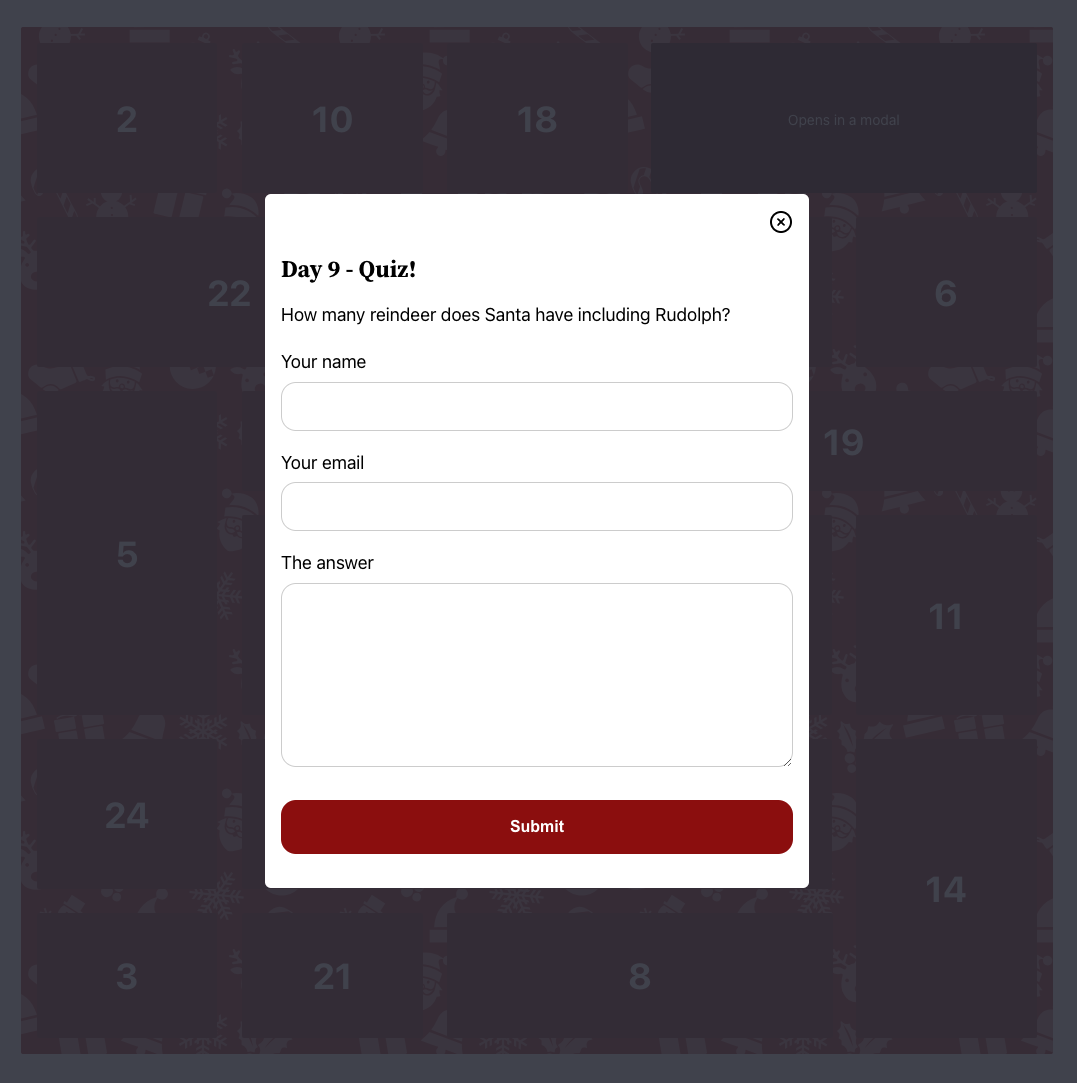 2
10
18
Opens in a modal
Day 9 - Quiz!
How many reindeer does Santa have including Rudolph?
Your name
Your email
The answer
Submit
22
6
19
5
11
24
14
3
21
8